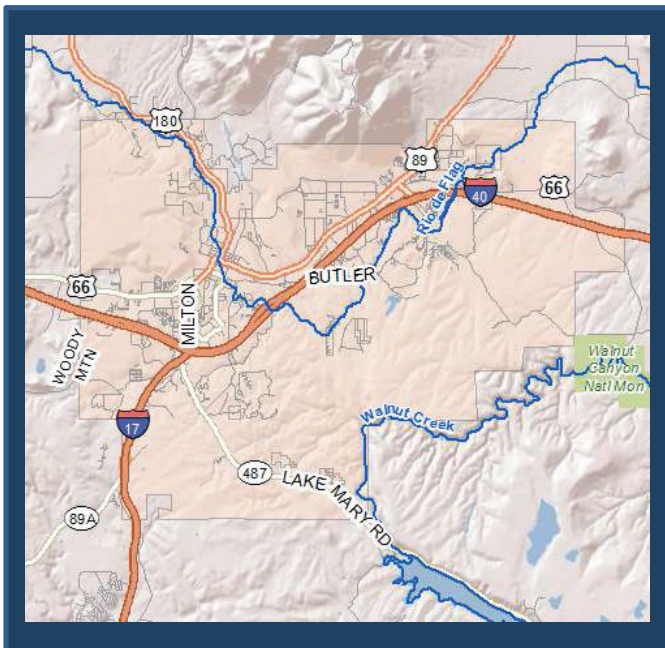 180
89
Rio de Flag
40
66
BUTLER
66
MILTON
WOODY
MTN
Walnut
Canyon
Natl Mon
Walnut Creek
17
487
LAKE MARY RD
89A